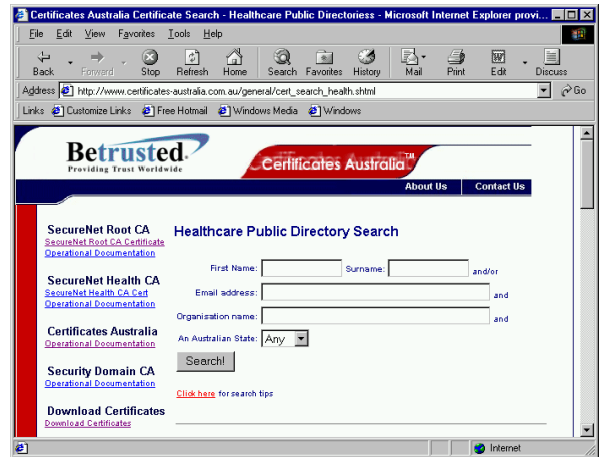 Certificates Australia Certificate Search - Healthcare Public Directoriess - Microsoft Internet Explorer provi...
File Edit View Favorites Tools Help
Back Forward Stop Refresh Home Search Favorites History Mail Print Edit Discuss
Address http://www.certificates-australia.com.au/general/cert_search_health.shtml Go
Links Customize Links Free Hotmail Windows Media Windows
Betrusted.
Providing Trust Worldwide
Certificates Australia™
About Us Contact Us
SecureNet Root CA
SecureNet Root CA Certificate
Operational Documentation
SecureNet Health CA
SecureNet Health CA Cert
Operational Documentation
Certificates Australia
Operational Documentation
Security Domain CA
Operational Documentation
Download Certificates
Download Certificates
Healthcare Public Directory Search
First Name: Surname: and/or
Email address: and
Organisation name: and
An Australian State: Any
Search!
Click here for search tips
Internet